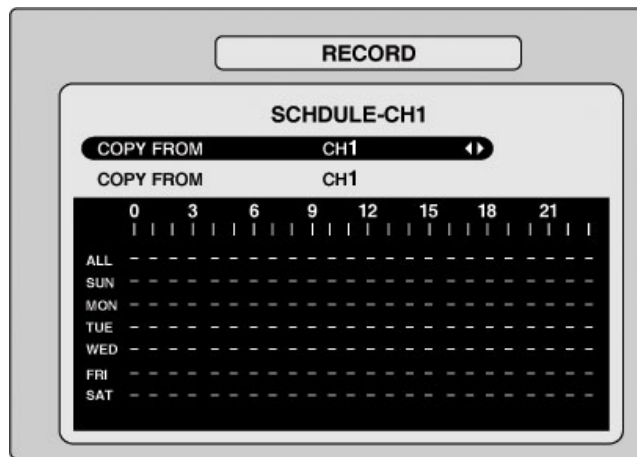 RECORD
SCHDULE-CH1
COPY FROM CH1
COPY FROM CH1
0 3 6 9 12 15 18 21
ALL
SUN
MON
TUE
WED
FRI
SAT